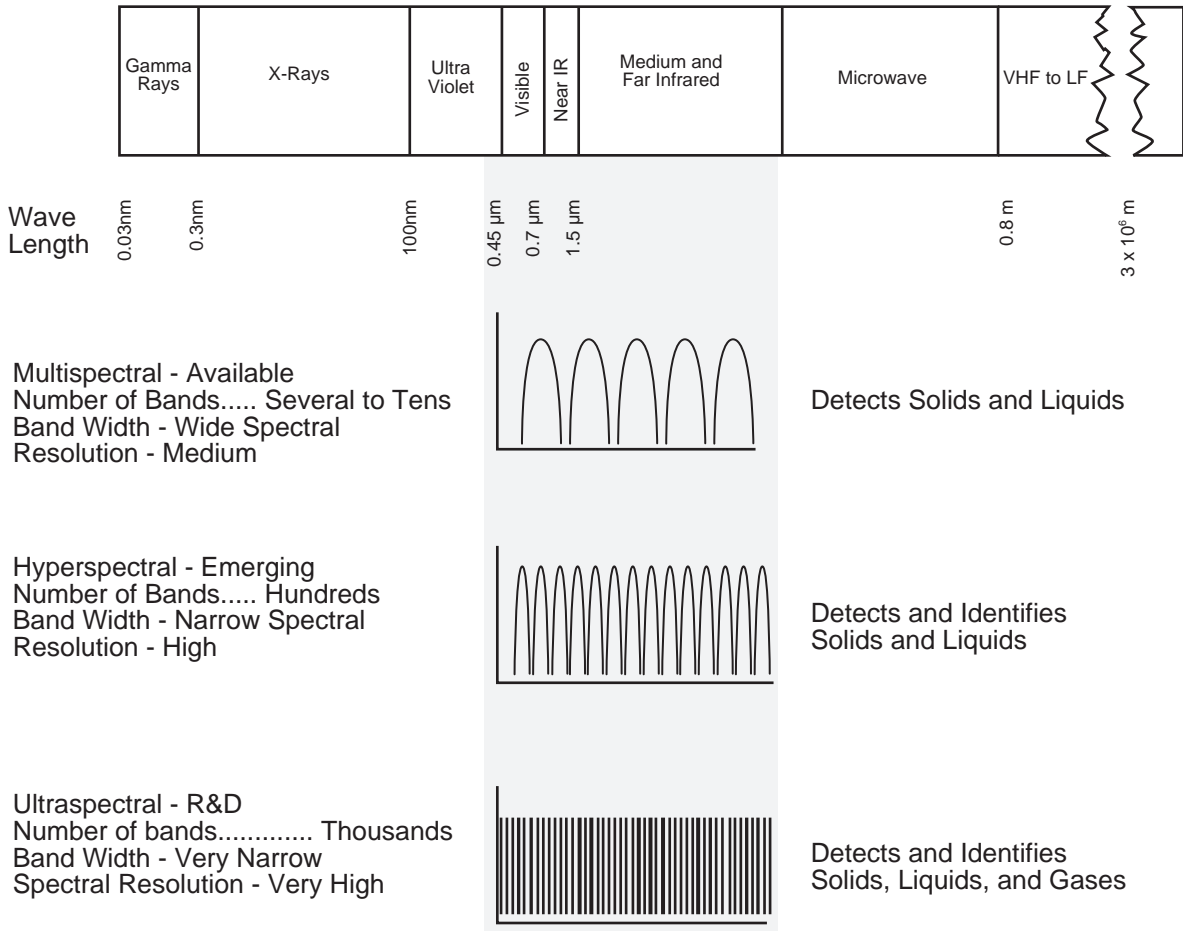 Gamma
Rays
X-Rays
Ultra
Violet
Visible
Near IR
Medium and
Far Infrared
Microwave
VHF to LF
Wave
Length
0.03nm
0.3nm
100nm
0.45 µm
0.7 µm
1.5 µm
0.8 m
3 x 10⁶ m
Multispectral - Available
Number of Bands..... Several to Tens
Band Width - Wide Spectral
Resolution - Medium
Detects Solids and Liquids
Hyperspectral - Emerging
Number of Bands..... Hundreds
Band Width - Narrow Spectral
Resolution - High
Detects and Identifies
Solids and Liquids
Ultraspectral - R&D
Number of bands............. Thousands
Band Width - Very Narrow
Spectral Resolution - Very High
Detects and Identifies
Solids, Liquids, and Gases